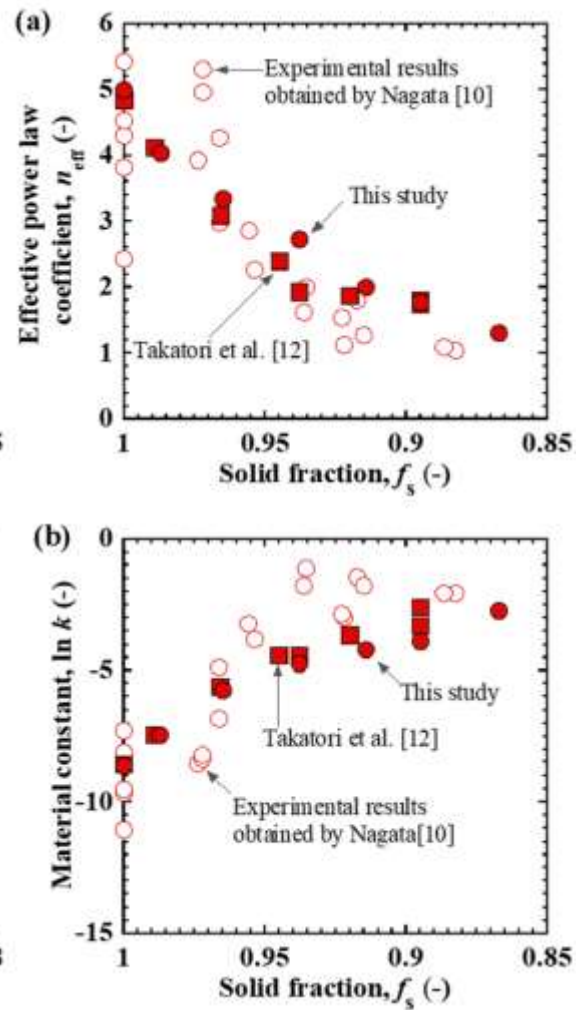 (a)
6
5
4
3
2
1
0
Effective power law
coefficient, n_eff (-)
Experimental results
obtained by Nagata [10]
This study
Takatori et al. [12]
1 0.95 0.9 0.85
Solid fraction, f_s (-)
(b)
0
-5
-10
-15
Material constant, ln k (-)
This study
Takatori et al. [12]
Experimental results
obtained by Nagata[10]
1 0.95 0.9 0.85
Solid fraction, f_s (-)